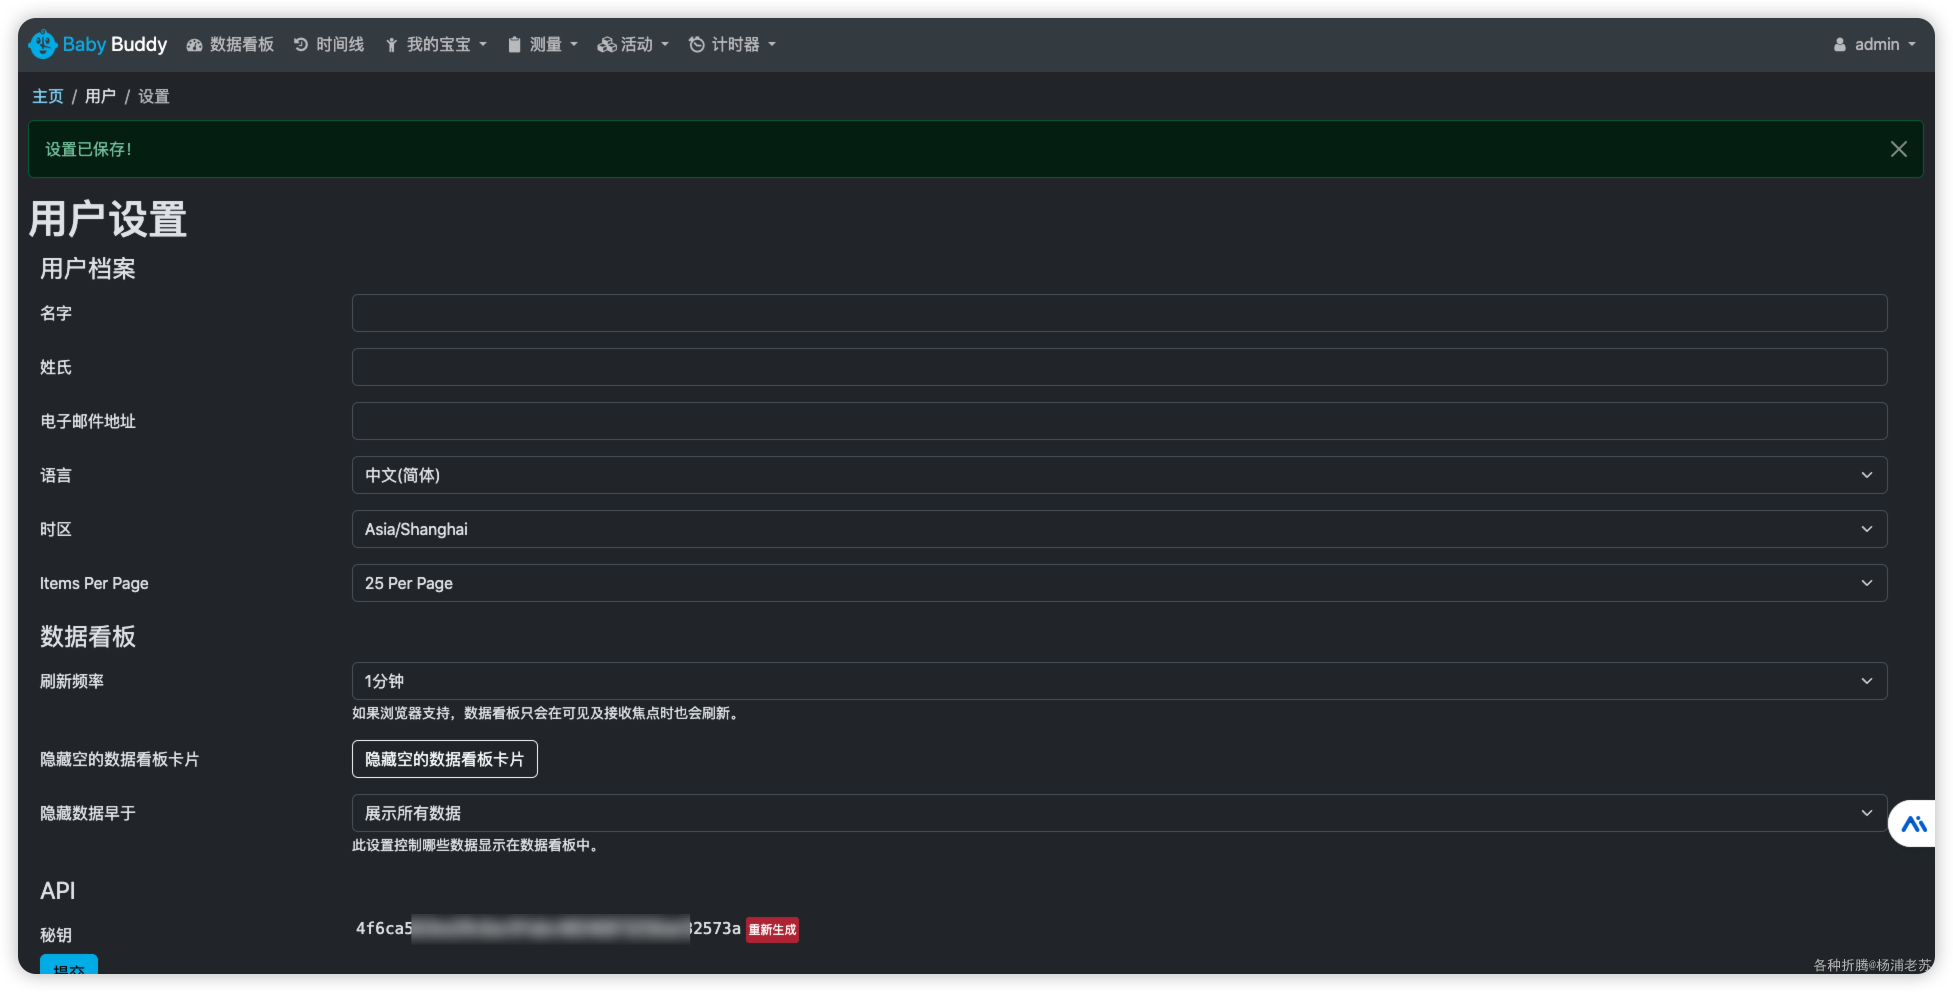 Baby Buddy 数据看板 时间线 我的宝宝 测量 活动 计时器 admin
主页 / 用户 / 设置
设置已保存!
用户设置
用户档案
名字
姓氏
电子邮件地址
语言 中文(简体)
时区 Asia/Shanghai
Items Per Page 25 Per Page
数据看板
刷新频率 1分钟
如果浏览器支持，数据看板只会在可见及接收焦点时也会刷新。
隐藏空的数据看板卡片 隐藏空的数据看板卡片
隐藏数据早于 展示所有数据
此设置控制哪些数据显示在数据看板中。
API
秘钥 4f6ca5 32573a 重新生成
提交
各种折腾@杨浦老苏